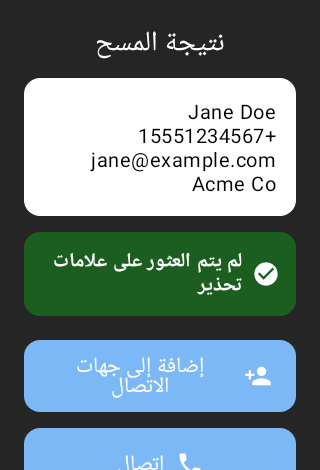 نتيجة المسح
Jane Doe
15551234567+
jane@example.com
Acme Co
لم يتم العثور على علامات
تحذير
إضافة إلى جهات
الاتصال
اتصال